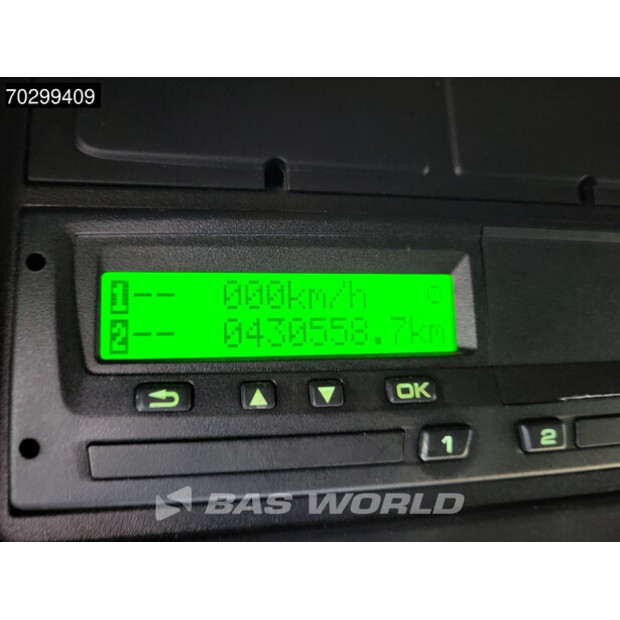 70299409
1-- 000km/h
2-- 0430558.7km
OK
1 2
BAS WORLD